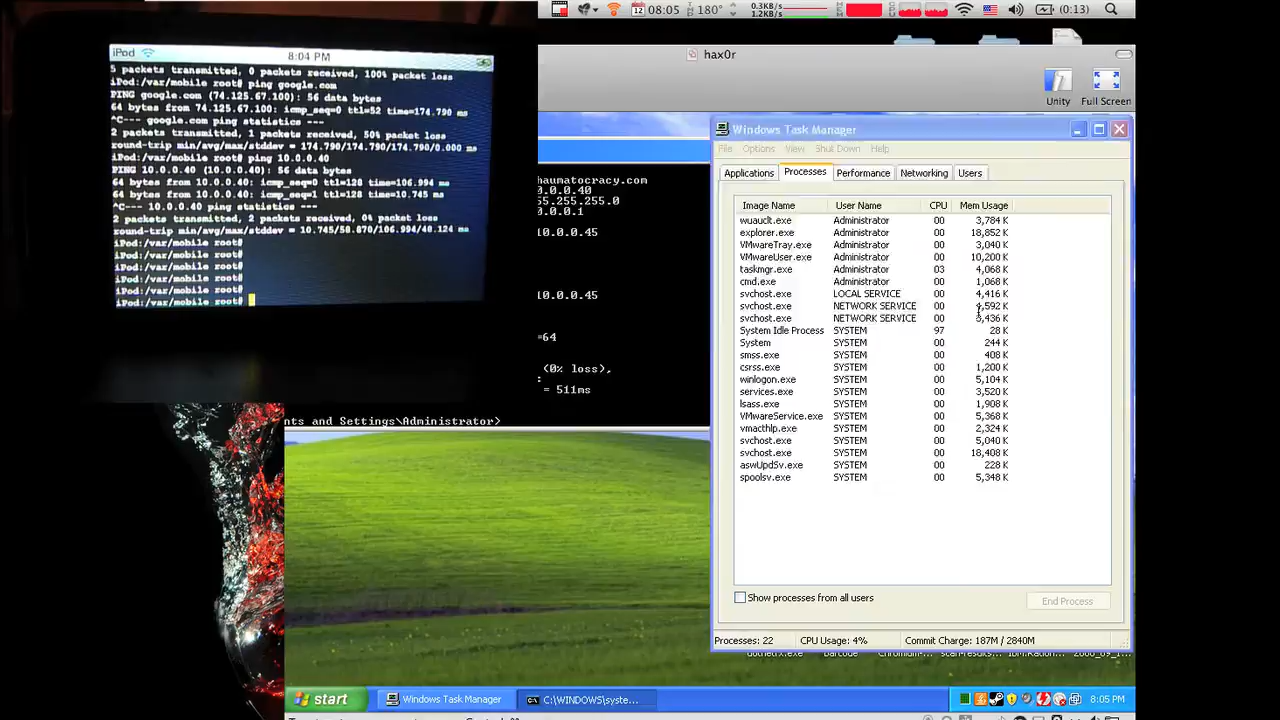 iPod
8:04 PM
5 packets transmitted, 0 packets received, 100% packet loss
iPod:/var/mobile root# ping google.com
PING google.com (74.125.67.100): 56 data bytes
64 bytes from 74.125.67.100: icmp_seq=0 ttl=52 time=174.790 ms
^C--- google.com ping statistics ---
2 packets transmitted, 1 packets received, 50% packet loss
round-trip min/avg/max/stddev = 174.790/174.790/174.790/0.000 ms
iPod:/var/mobile root# ping 10.0.0.40
PING 10.0.0.40 (10.0.0.40): 56 data bytes
64 bytes from 10.0.0.40: icmp_seq=0 ttl=128 time=106.994 ms
64 bytes from 10.0.0.40: icmp_seq=1 ttl=128 time=10.745 ms
^C--- 10.0.0.40 ping statistics ---
2 packets transmitted, 2 packets received, 0% packet loss
round-trip min/avg/max/stddev = 10.745/58.870/106.994/48.124 ms
iPod:/var/mobile root#
iPod:/var/mobile root#
iPod:/var/mobile root#
iPod:/var/mobile root#
iPod:/var/mobile root#
iPod:/var/mobile root#
12 08:05 180° 0.3KB/s 1.2KB/s (0:13)
hax0r
Unity
Full Screen
haumatocracy.com
0.0.0.40
55.255.255.0
0.0.0.1
10.0.0.45
10.0.0.45
=64
(0% loss),
:
= 511ms
nts and Settings\Administrator>
Windows Task Manager
File Options View Shut Down Help
Applications Processes Performance Networking Users
Image Name User Name CPU Mem Usage
wuauclt.exe Administrator 00 3,784 K
explorer.exe Administrator 00 18,852 K
VMwareTray.exe Administrator 00 3,040 K
VMwareUser.exe Administrator 00 10,200 K
taskmgr.exe Administrator 03 4,068 K
cmd.exe Administrator 00 1,068 K
svchost.exe LOCAL SERVICE 00 4,416 K
svchost.exe NETWORK SERVICE 00 4,592 K
svchost.exe NETWORK SERVICE 00 3,436 K
System Idle Process SYSTEM 97 28 K
System SYSTEM 00 244 K
smss.exe SYSTEM 00 408 K
csrss.exe SYSTEM 00 1,200 K
winlogon.exe SYSTEM 00 5,104 K
services.exe SYSTEM 00 3,520 K
lsass.exe SYSTEM 00 1,908 K
VMwareService.exe SYSTEM 00 5,368 K
vmacthlp.exe SYSTEM 00 2,324 K
svchost.exe SYSTEM 00 5,040 K
svchost.exe SYSTEM 00 18,408 K
aswUpdSv.exe SYSTEM 00 228 K
spoolsv.exe SYSTEM 00 5,348 K
Show processes from all users
End Process
Processes: 22 CPU Usage: 4% Commit Charge: 187M / 2840M
start
Windows Task Manager
C:\WINDOWS\syste...
8:05 PM